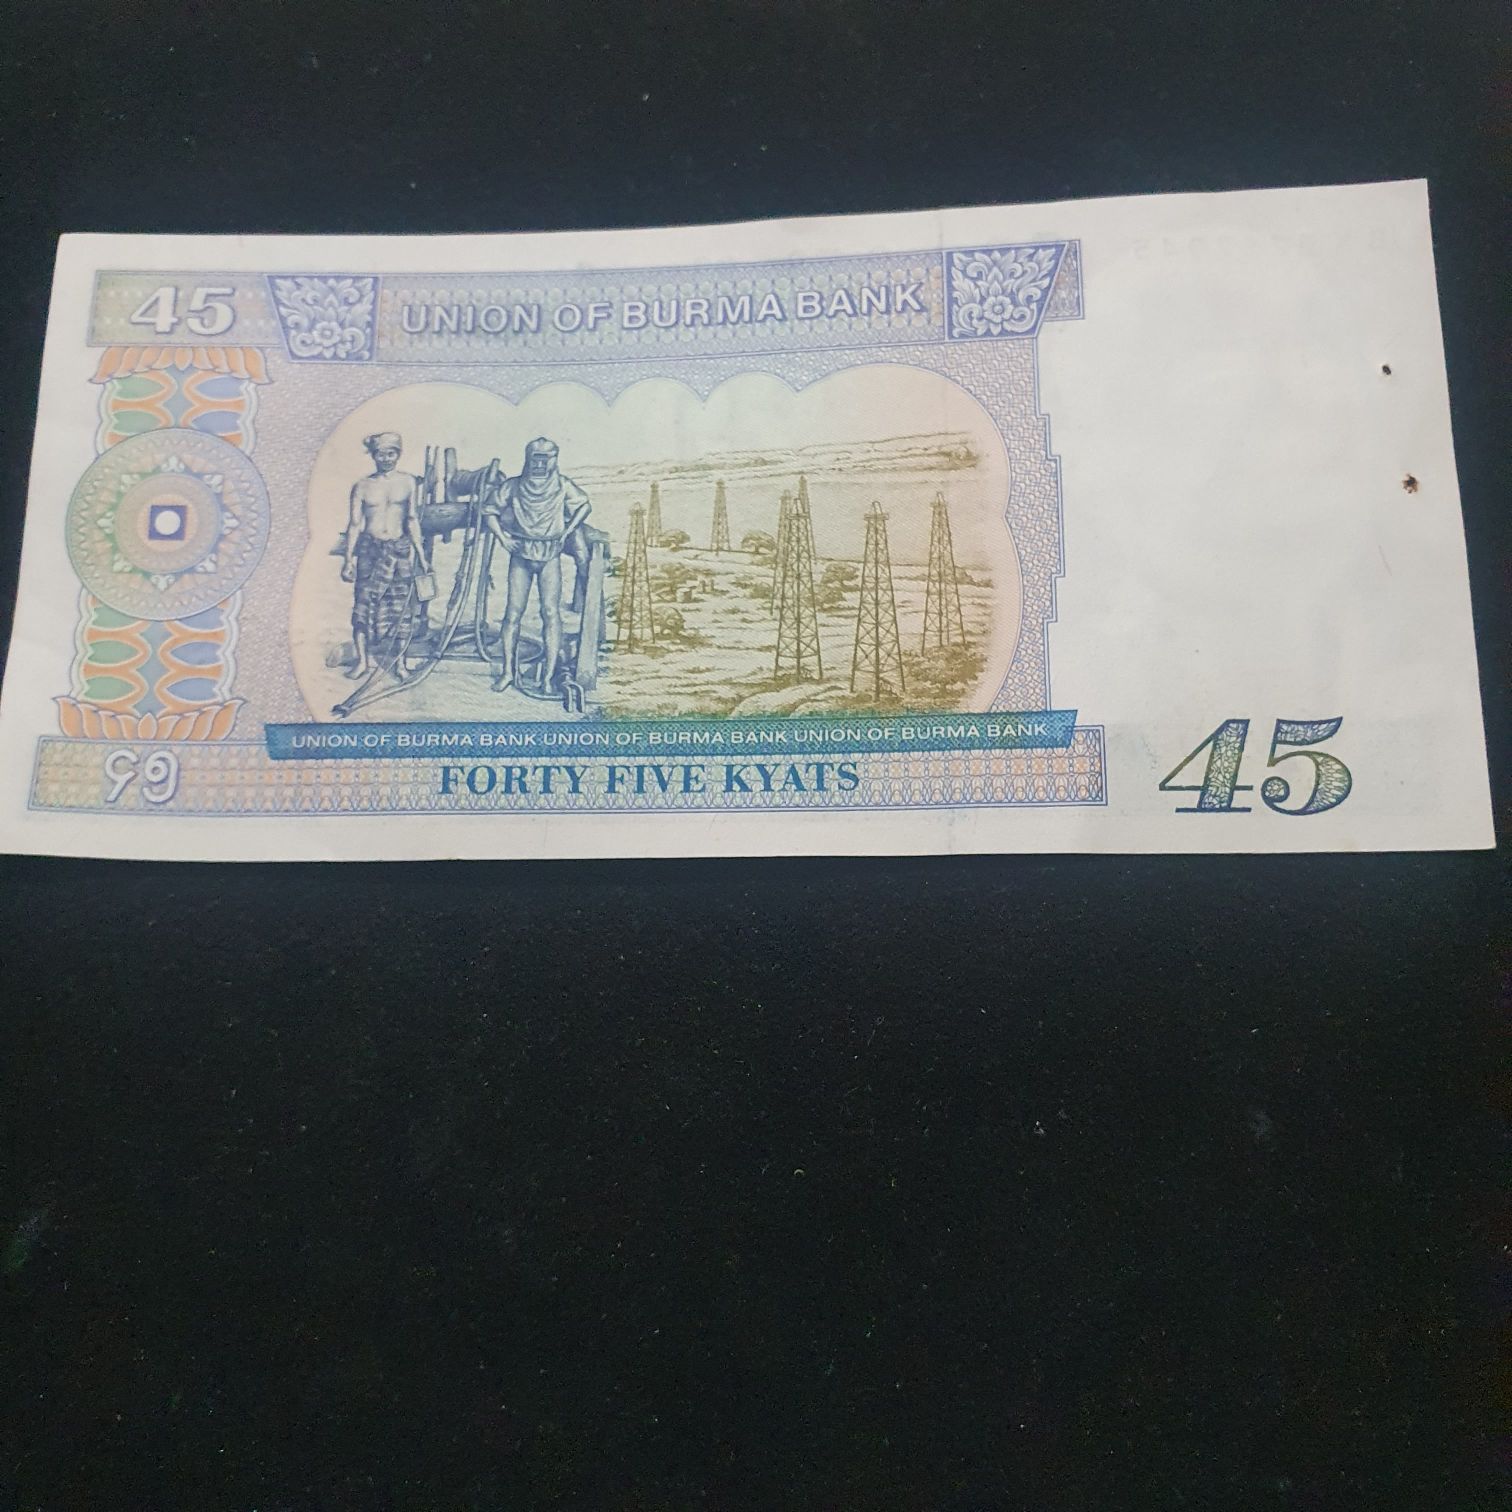 45 UNION OF BURMA BANK
UNION OF BURMA BANK UNION OF BURMA BANK UNION OF BURMA BANK
၄၅ FORTY FIVE KYATS 45